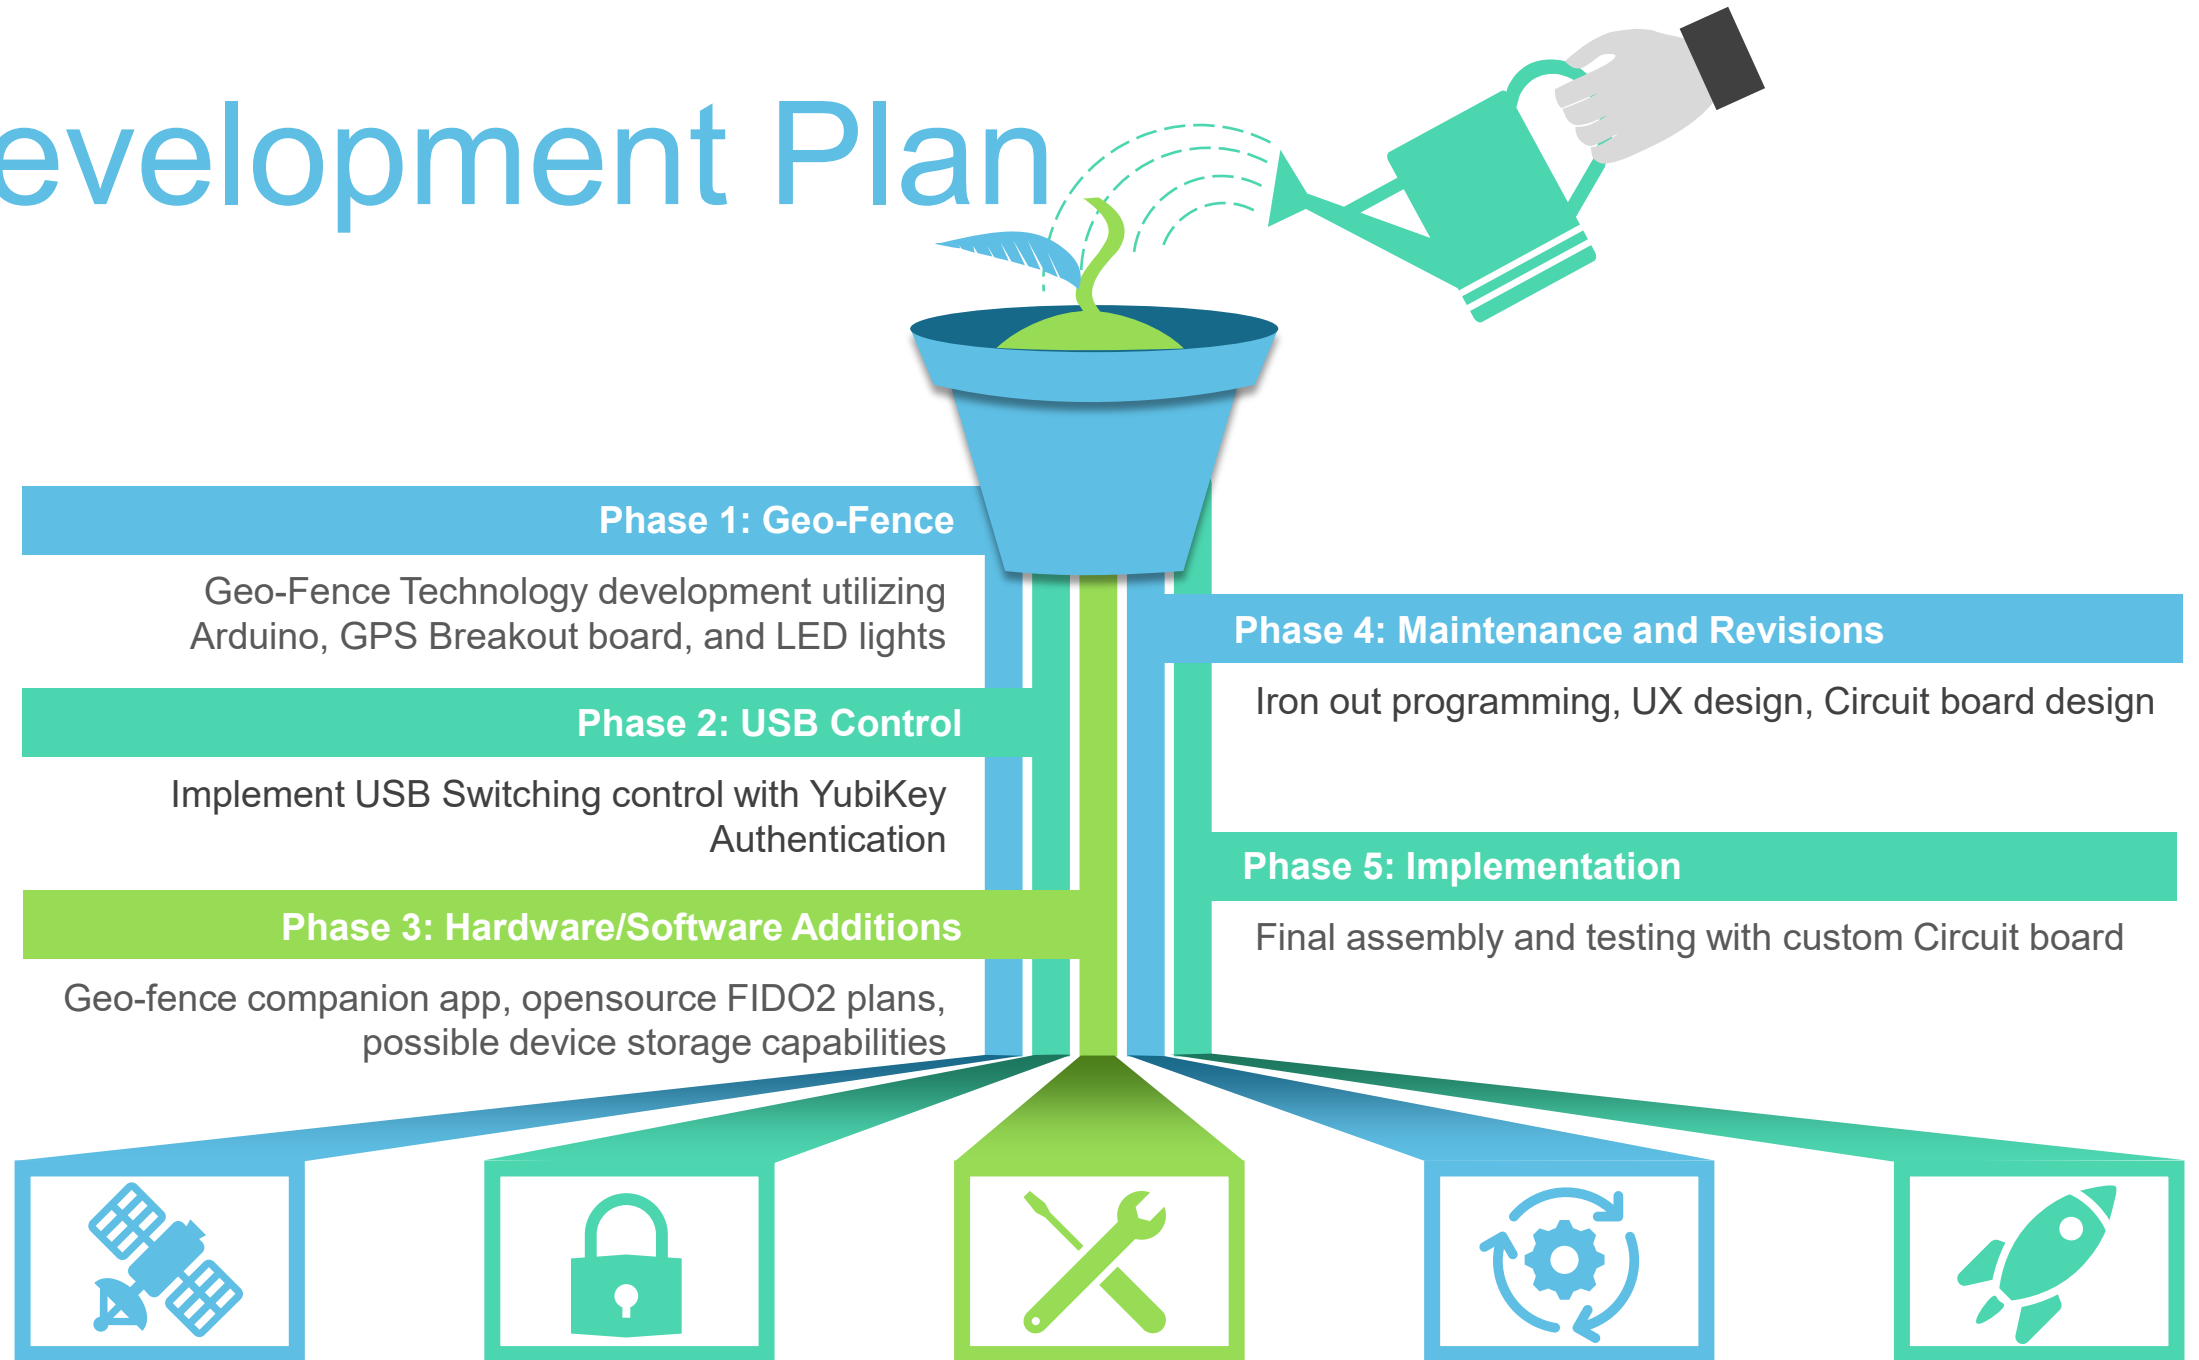 evelopment Plan
Phase 1: Geo-Fence
Geo-Fence Technology development utilizing
Arduino, GPS Breakout board, and LED lights
Phase 2: USB Control
Implement USB Switching control with YubiKey
Authentication
Phase 3: Hardware/Software Additions
Geo-fence companion app, opensource FIDO2 plans,
possible device storage capabilities
Phase 4: Maintenance and Revisions
Iron out programming, UX design, Circuit board design
Phase 5: Implementation
Final assembly and testing with custom Circuit board